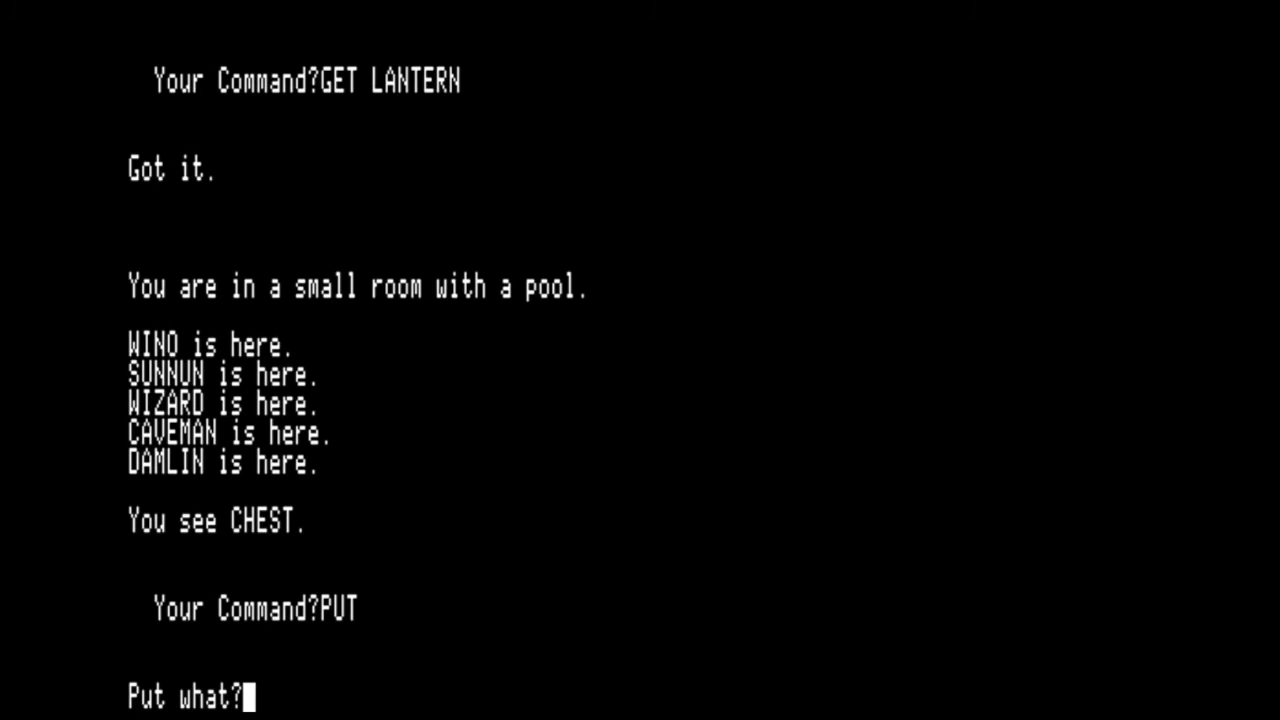 Your Command?GET LANTERN
Got it.
You are in a small room with a pool.
WINO is here.
SUNNUN is here.
WIZARD is here.
CAVEMAN is here.
DAMLIN is here.
You see CHEST.
Your Command?PUT
Put what?